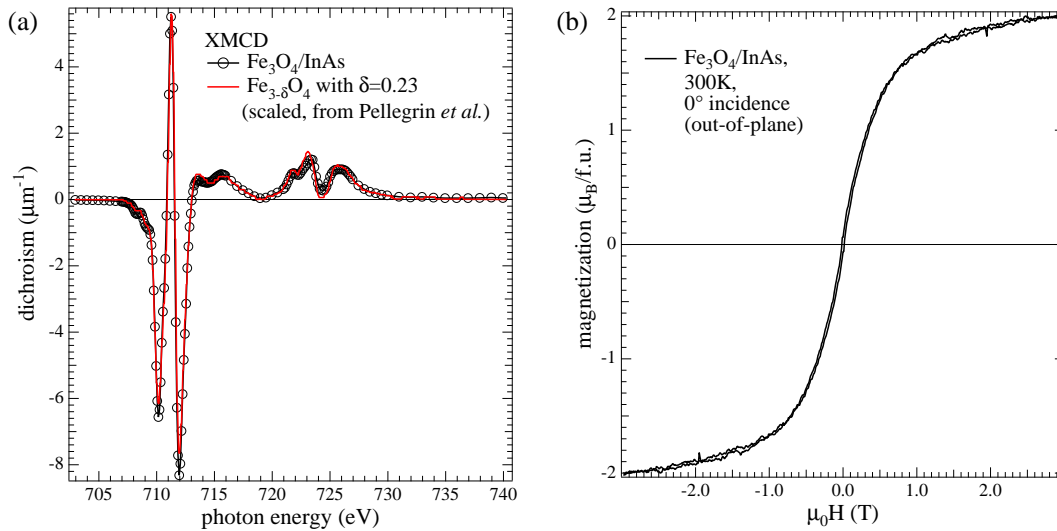 (a)
XMCD
Fe3O4/InAs
Fe3-δO4 with δ=0.23
(scaled, from Pellegrin et al.)
dichroism (μm-1)
4
2
0
-2
-4
-6
-8
705 710 715 720 725 730 735 740
photon energy (eV)
(b)
Fe3O4/InAs,
300K,
0° incidence
(out-of-plane)
magnetization (μB/f.u.)
2
1
0
-1
-2
-2.0 -1.0 0.0 1.0 2.0
μ0H (T)